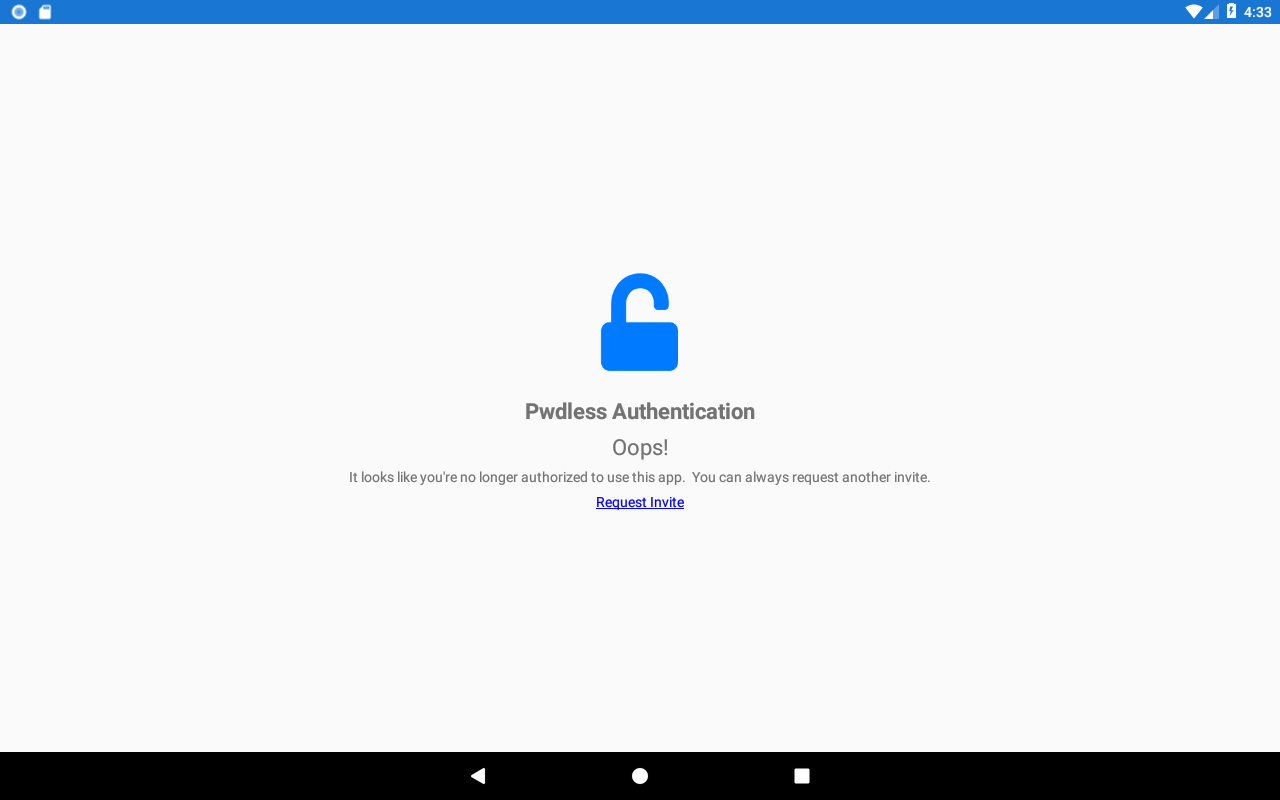 4:33
Pwdless Authentication
Oops!
It looks like you're no longer authorized to use this app.  You can always request another invite.
Request Invite